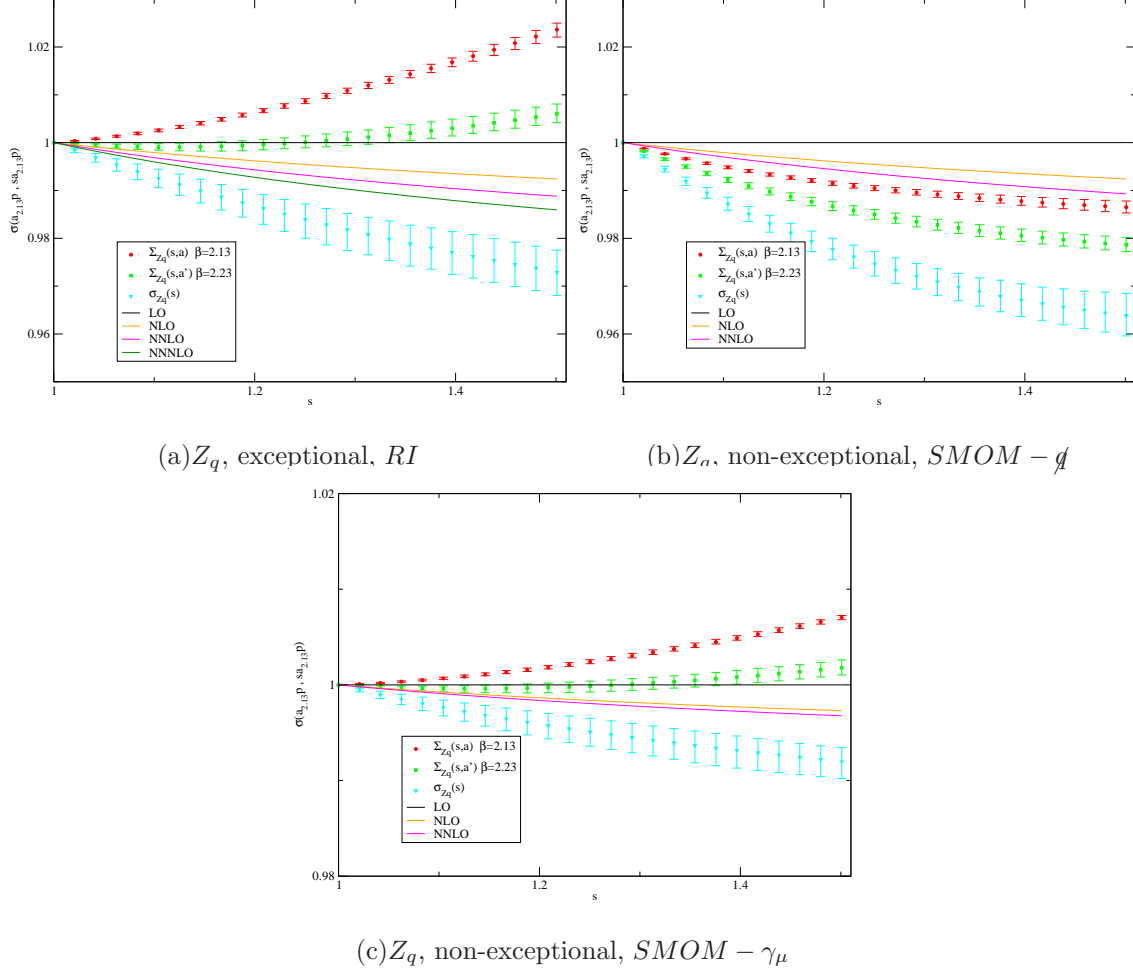 1.02
1
0.98
0.96
σ(a2.13p , sa2.13p)
ΣZq(s,a) β=2.13
ΣZq(s,a') β=2.23
σZq(s)
LO
NLO
NNLO
NNNLO
1
1.2
1.4
s
(a)Zq, exceptional, RI
1.02
1
0.98
0.96
σ(a2.13p , sa2.13p)
ΣZq(s,a) β=2.13
ΣZq(s,a') β=2.23
σZq(s)
LO
NLO
NNLO
1
1.2
1.4
s
(b)Zq, non-exceptional, SMOM − q̸
1.02
1
0.98
σ(a2.13p , sa2.13p)
ΣZq(s,a) β=2.13
ΣZq(s,a') β=2.23
σZq(s)
LO
NLO
NNLO
1
1.2
1.4
s
(c)Zq, non-exceptional, SMOM − γμ